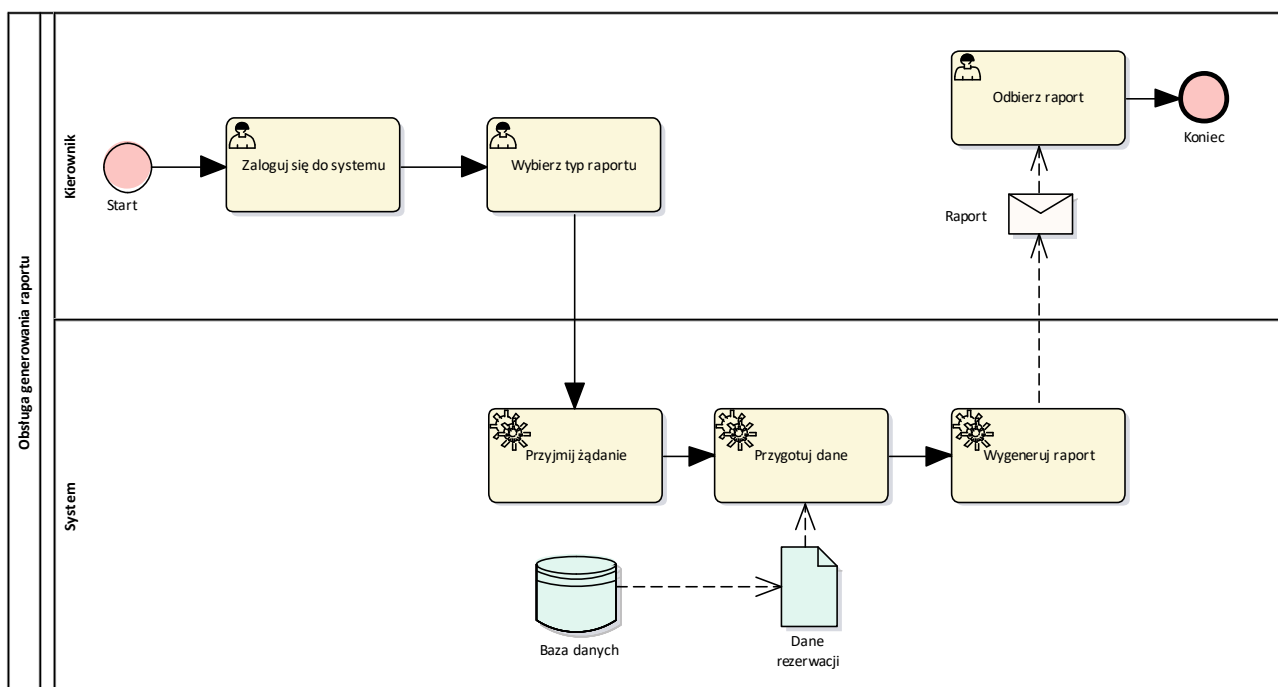 Obsługa generowania raportu
Kierownik
Start
Zaloguj się do systemu
Wybierz typ raportu
Odbierz raport
Koniec
Raport
System
Przyjmij żądanie
Przygotuj dane
Wygeneruj raport
Baza danych
Dane
rezerwacji